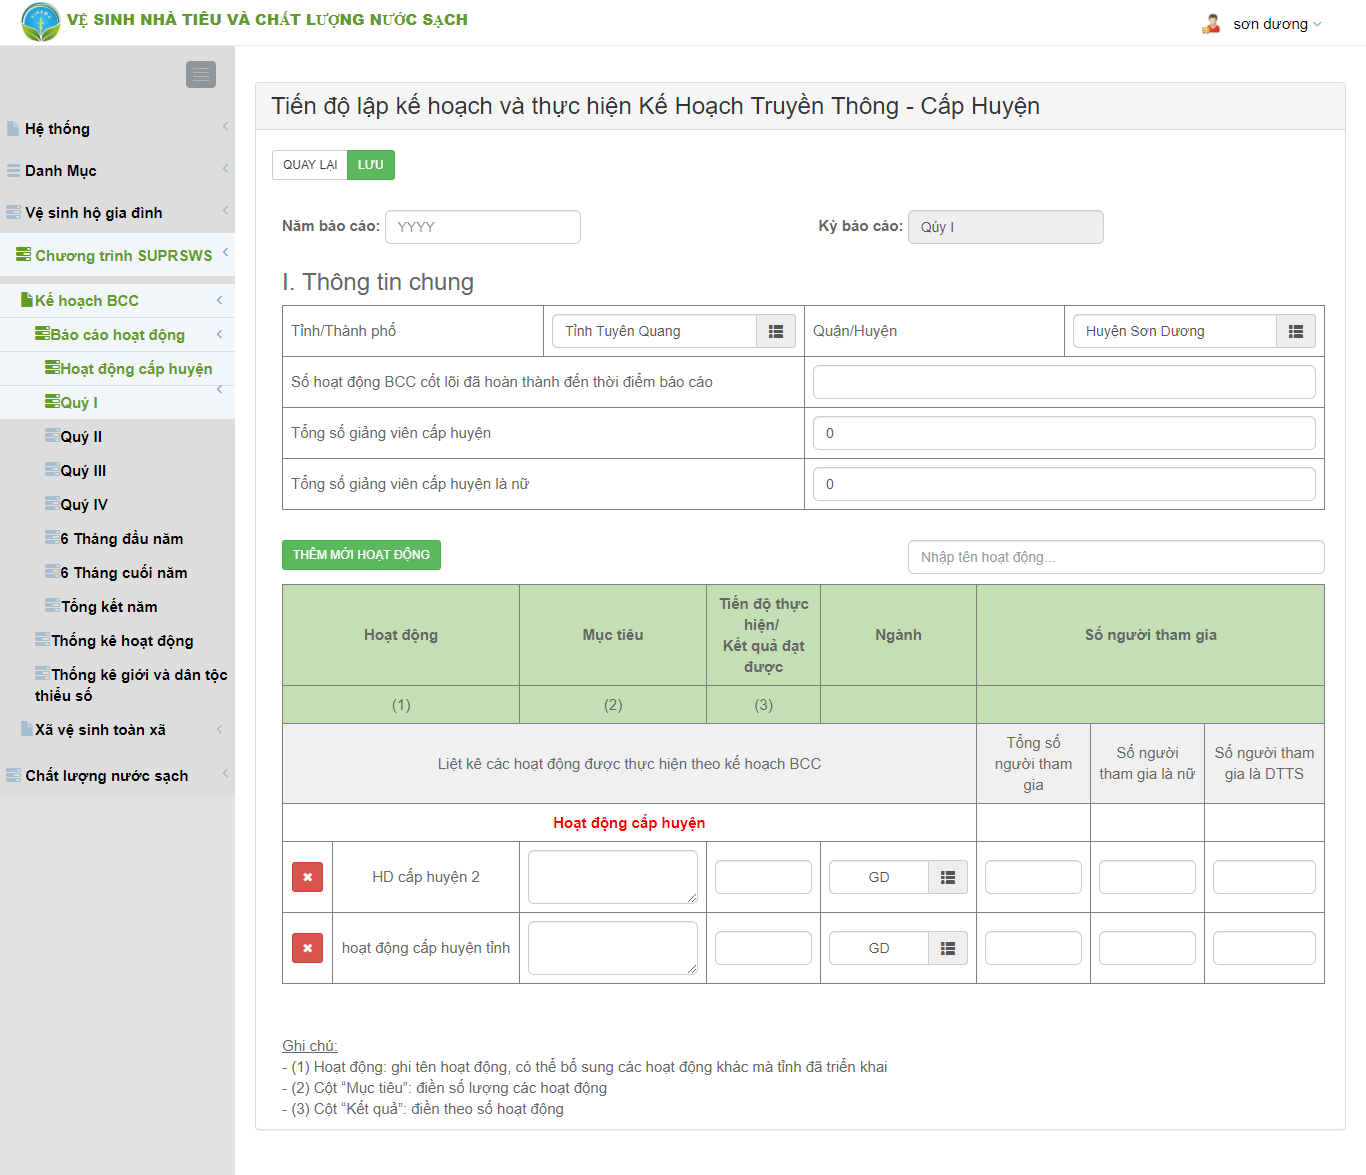 VỆ SINH NHÀ TIÊU VÀ CHẤT LƯỢNG NƯỚC SẠCH
sơn dương
Hệ thống
Danh Mục
Vệ sinh hộ gia đình
Chương trình SUPRSWS
Kế hoạch BCC
Báo cáo hoạt động
Hoạt động cấp huyện
Quý I
Quý II
Quý III
Quý IV
6 Tháng đầu năm
6 Tháng cuối năm
Tổng kết năm
Thống kê hoạt động
Thống kê giới và dân tộc
thiểu số
Xã vệ sinh toàn xã
Chất lượng nước sạch
Tiến độ lập kế hoạch và thực hiện Kế Hoạch Truyền Thông - Cấp Huyện
QUAY LẠI LƯU
Năm báo cáo: YYYY Kỳ báo cáo: Qúy I
I. Thông tin chung
Tỉnh/Thành phố Tỉnh Tuyên Quang Quận/Huyện Huyện Sơn Dương
Số hoạt động BCC cốt lõi đã hoàn thành đến thời điểm báo cáo
Tổng số giảng viên cấp huyện 0
Tổng số giảng viên cấp huyện là nữ 0
THÊM MỚI HOẠT ĐỘNG Nhập tên hoạt động...
Hoạt động Mục tiêu Tiến độ thực
hiện/
Kết quả đạt
được Ngành Số người tham gia
(1) (2) (3)
Liệt kê các hoạt động được thực hiện theo kế hoạch BCC
Tổng số
người tham
gia
Số người
tham gia là nữ
Số người tham
gia là DTTS
Hoạt động cấp huyện
HD cấp huyện 2 GD
hoạt động cấp huyện tỉnh GD
Ghi chú:
- (1) Hoạt động: ghi tên hoạt động, có thể bổ sung các hoạt động khác mà tỉnh đã triển khai
- (2) Cột “Mục tiêu”: điền số lượng các hoạt động
- (3) Cột “Kết quả”: điền theo số hoạt động